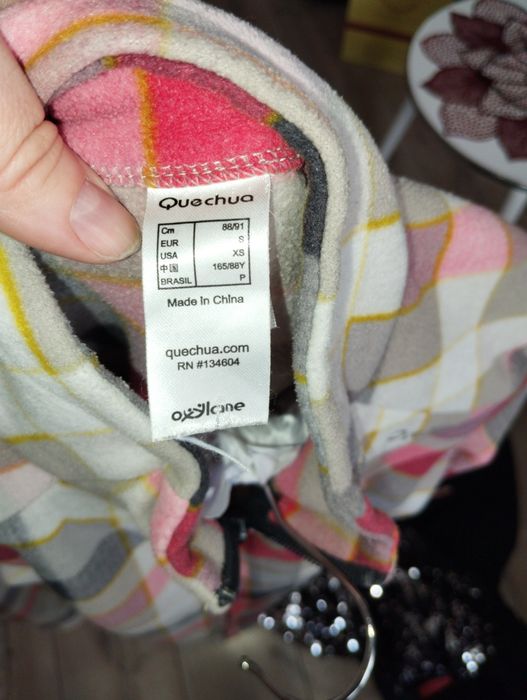 Quechua
Cm 88/91
EUR S
USA XS
中国 165/88Y
BRASIL P
Made in China
quechua.com
RN #134604
oxylane